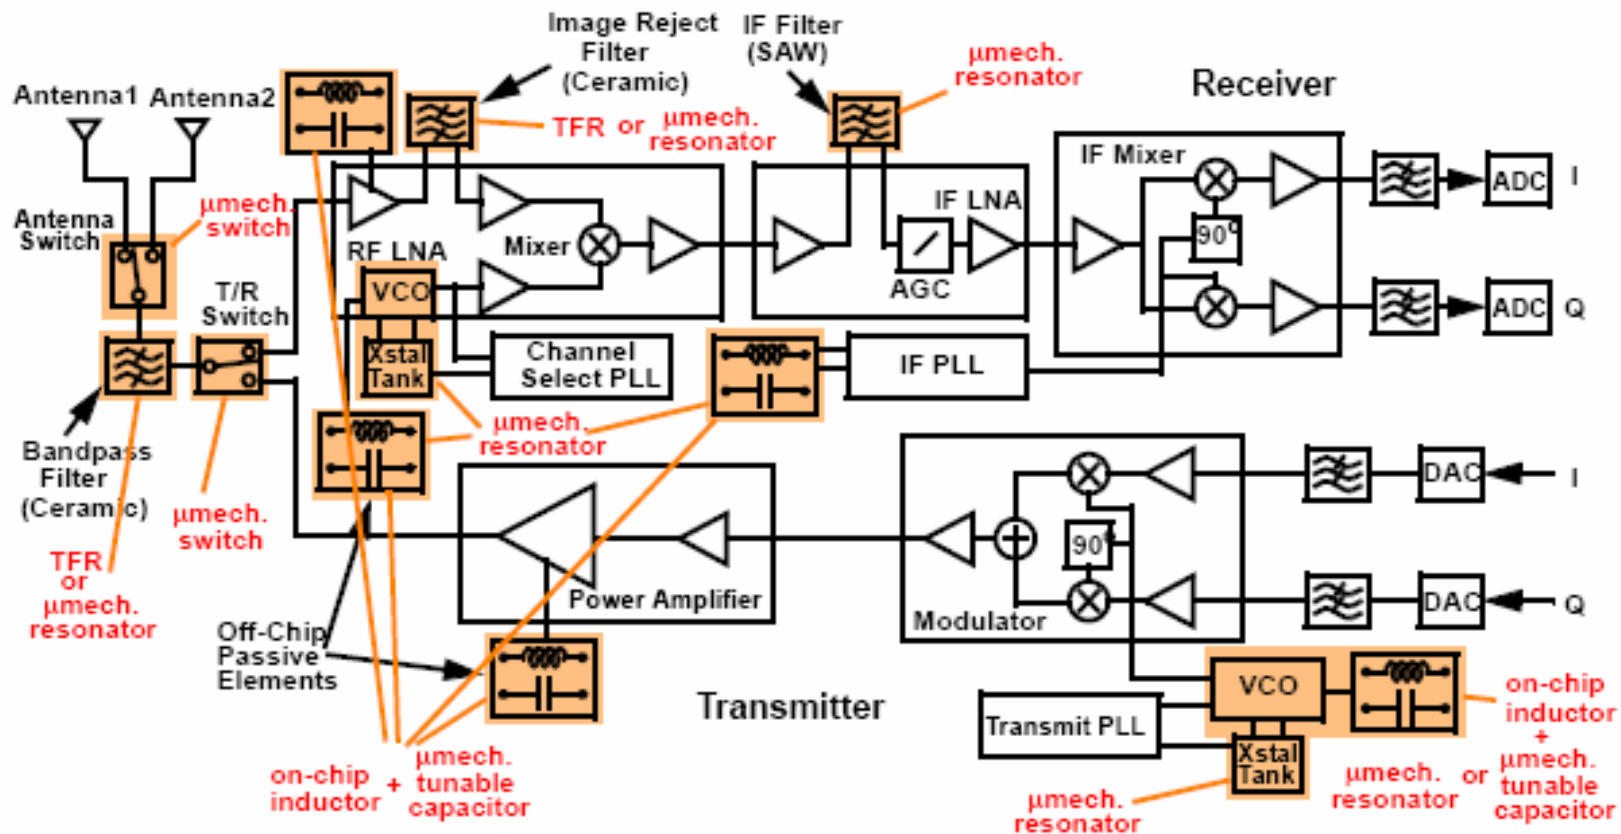 Image Reject
Filter
(Ceramic)
IF Filter
(SAW)
µmech.
resonator
Receiver
Antenna1
Antenna2
TFR or
µmech.
resonator
IF Mixer
ADC
I
Antenna
Switch
µmech.
switch
RF LNA
Mixer
IF LNA
90°
AGC
VCO
T/R
Switch
ADC
Q
Xstal
Tank
Channel
Select PLL
IF PLL
µmech.
resonator
Bandpass
Filter
(Ceramic)
µmech.
switch
DAC
I
90°
TFR
or
µmech.
resonator
Power Amplifier
Modulator
DAC
Q
Off-Chip
Passive
Elements
Transmitter
VCO
Transmit PLL
Xstal
Tank
on-chip
inductor
+
µmech.
tunable
capacitor
on-chip
inductor
+
µmech.
tunable
capacitor
µmech.
resonator
or
µmech.
resonator